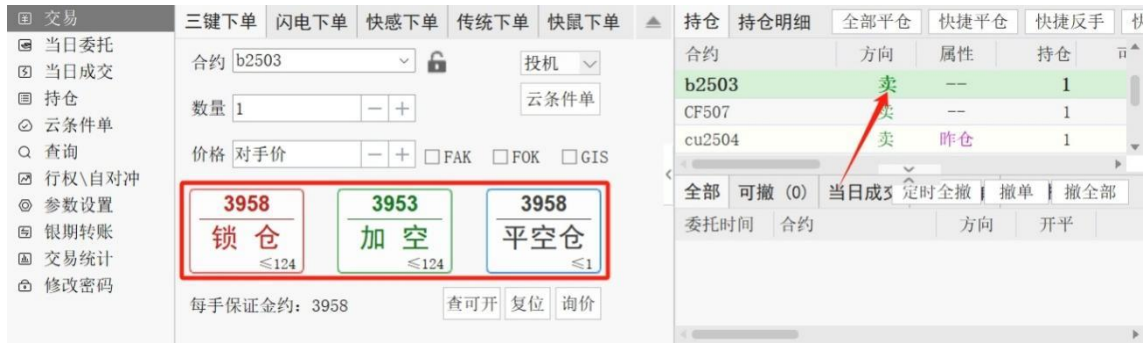 交易
当日委托
当日成交
持仓
云条件单
查询
行权\自对冲
参数设置
银期转账
交易统计
修改密码
三键下单 闪电下单 快感下单 传统下单 快鼠下单
合约 b2503 投机
数量 1 云条件单
价格 对手价 FAK FOK GIS
3958 3953 3958
锁仓 加空 平空仓
≤124 ≤124 ≤1
每手保证金约: 3958 查可开 复位 询价
持仓 持仓明细 全部平仓 快捷平仓 快捷反手
合约 方向 属性 持仓
b2503 卖 -- 1
CF507 卖 -- 1
cu2504 卖 昨仓 1
全部 可撤 (0) 当日成交 定时全撤 撤单 撤全部
委托时间 合约 方向 开平